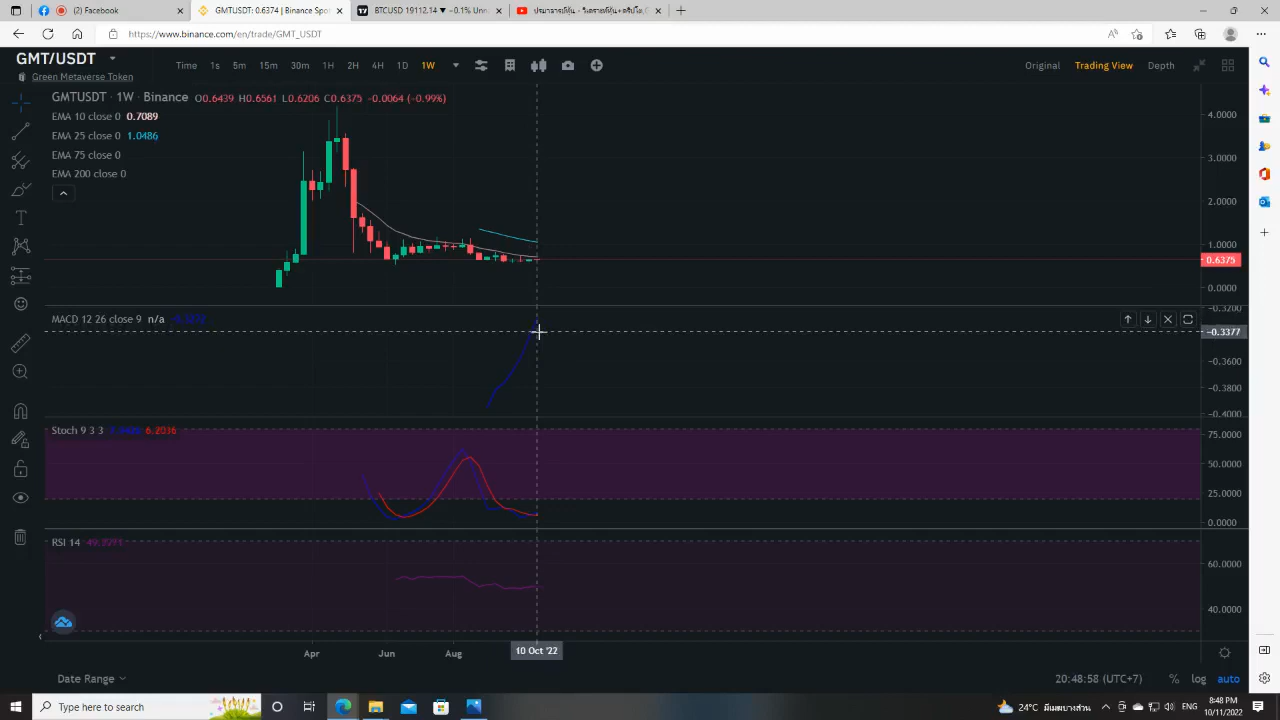 (2) Facebook
GMTUSDT: 0.6374 | Binance Spo
BTCUSD 19112.14 ▼ −0.1% Unna
https://www.binance.com/en/trade/GMT_USDT
GMT/USDT
Green Metaverse Token
Time 1s 5m 15m 30m 1H 2H 4H 1D 1W
Original Trading View Depth
GMTUSDT · 1W · Binance O0.6439 H0.6561 L0.6206 C0.6375 −0.0064 (−0.99%)
EMA 10 close 0 0.7089
EMA 25 close 0 1.0486
EMA 75 close 0
EMA 200 close 0
4.0000
3.0000
2.0000
1.0000
0.6375
0.0000
MACD 12 26 close 9 n/a
−0.3200
−0.3377
−0.3600
−0.3800
−0.4000
Stoch 9 3 3 6.2036
75.0000
50.0000
25.0000
0.0000
RSI 14 49.7271
60.0000
40.0000
Apr Jun Aug 10 Oct '22
Date Range
20:48:58 (UTC+7) % log auto
Type here to search
24°C ENG
8:48 PM
10/11/2022